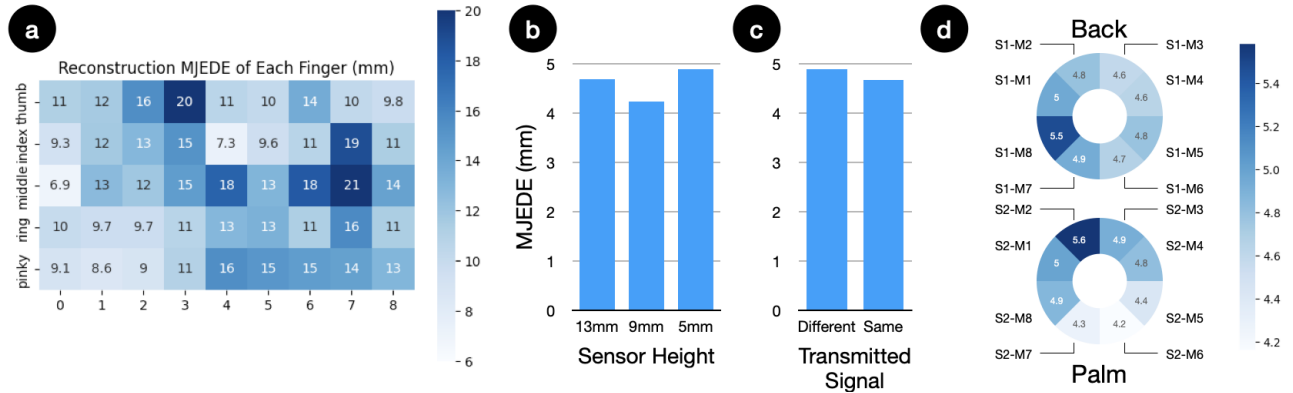 a
Reconstruction MJEDE of Each Finger (mm)
thumb 11 12 16 20 11 10 14 10 9.8
index 9.3 12 13 15 7.3 9.6 11 19 11
middle 6.9 13 12 15 18 13 18 21 14
ring 10 9.7 9.7 11 13 13 11 16 11
pinky 9.1 8.6 9 11 16 15 15 14 13
0 1 2 3 4 5 6 7 8
20
18
16
14
12
10
8
6
b
MJEDE (mm)
5
4
3
2
1
0
13mm 9mm 5mm
Sensor Height
c
5
4
3
2
1
0
Different Same
Transmitted
Signal
d
Back
S1-M2 S1-M3
S1-M1 S1-M4
4.8 4.6
5 4.6
5.5 4.8
4.9 4.7
S1-M8 S1-M5
S1-M7 S1-M6
S2-M2 S2-M3
S2-M1 S2-M4
5.6 4.9
5 4.8
4.9 4.4
4.3 4.2
S2-M8 S2-M5
S2-M7 S2-M6
Palm
5.4
5.2
5.0
4.8
4.6
4.4
4.2